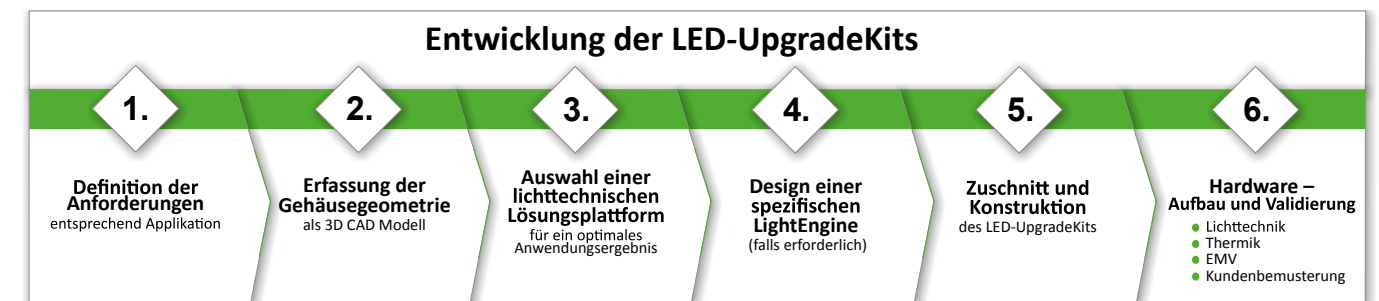 Entwicklung der LED-UpgradeKits
1.
Definition der
Anforderungen
entsprechend Applikation
2.
Erfassung der
Gehäusegeometrie
als 3D CAD Modell
3.
Auswahl einer
lichttechnischen
Lösungsplattform
für ein optimales
Anwendungsergebnis
4.
Design einer
spezifischen
LightEngine
(falls erforderlich)
5.
Zuschnitt und
Konstruktion
des LED-UpgradeKits
6.
Hardware –
Aufbau und Validierung
● Lichttechnik
● Thermik
● EMV
● Kundenbemusterung